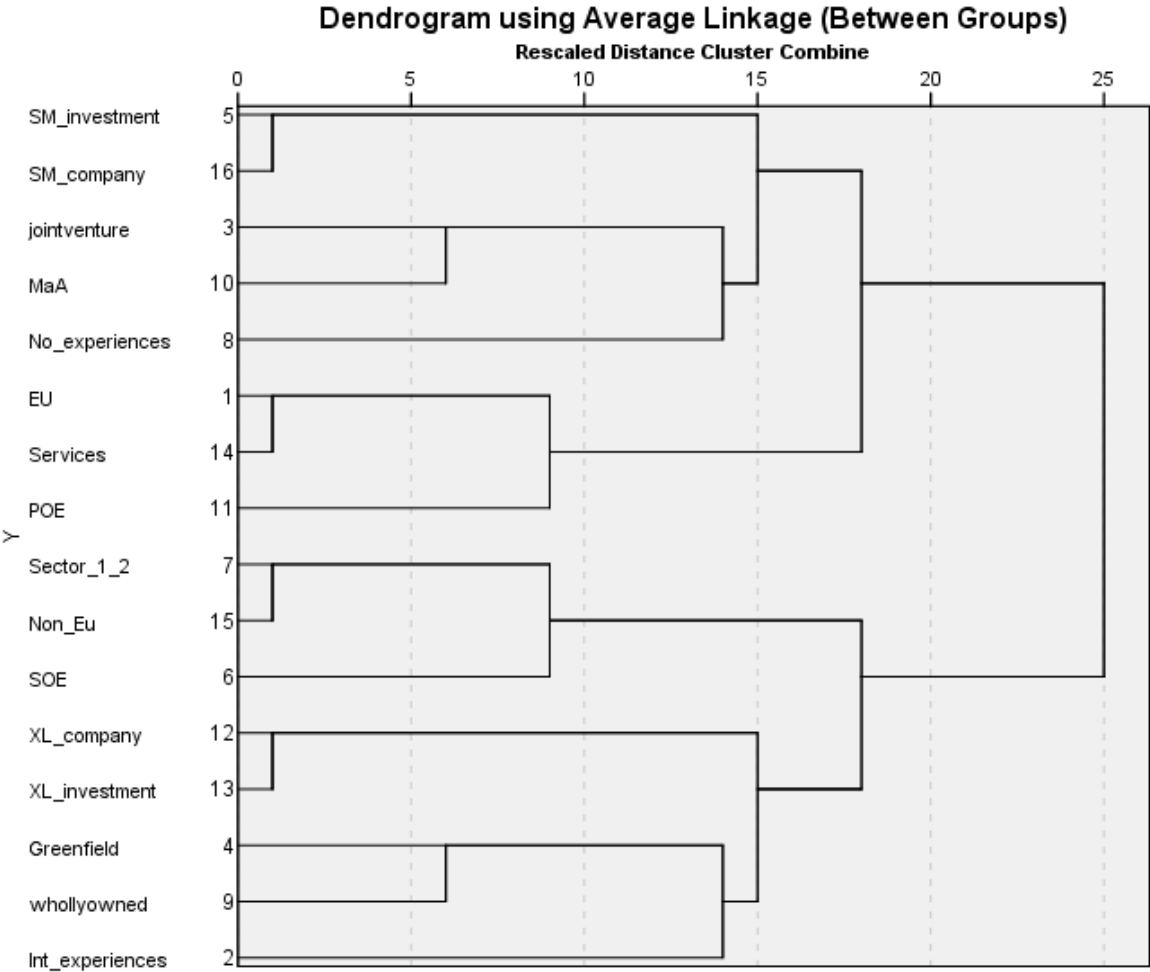 Dendrogram using Average Linkage (Between Groups)
Rescaled Distance Cluster Combine
0 5 10 15 20 25
SM_investment 5
SM_company 16
jointventure 3
MaA 10
No_experiences 8
EU 1
Services 14
POE 11
Y
Sector_1_2 7
Non_Eu 15
SOE 6
XL_company 12
XL_investment 13
Greenfield 4
whollyowned 9
Int_experiences 2